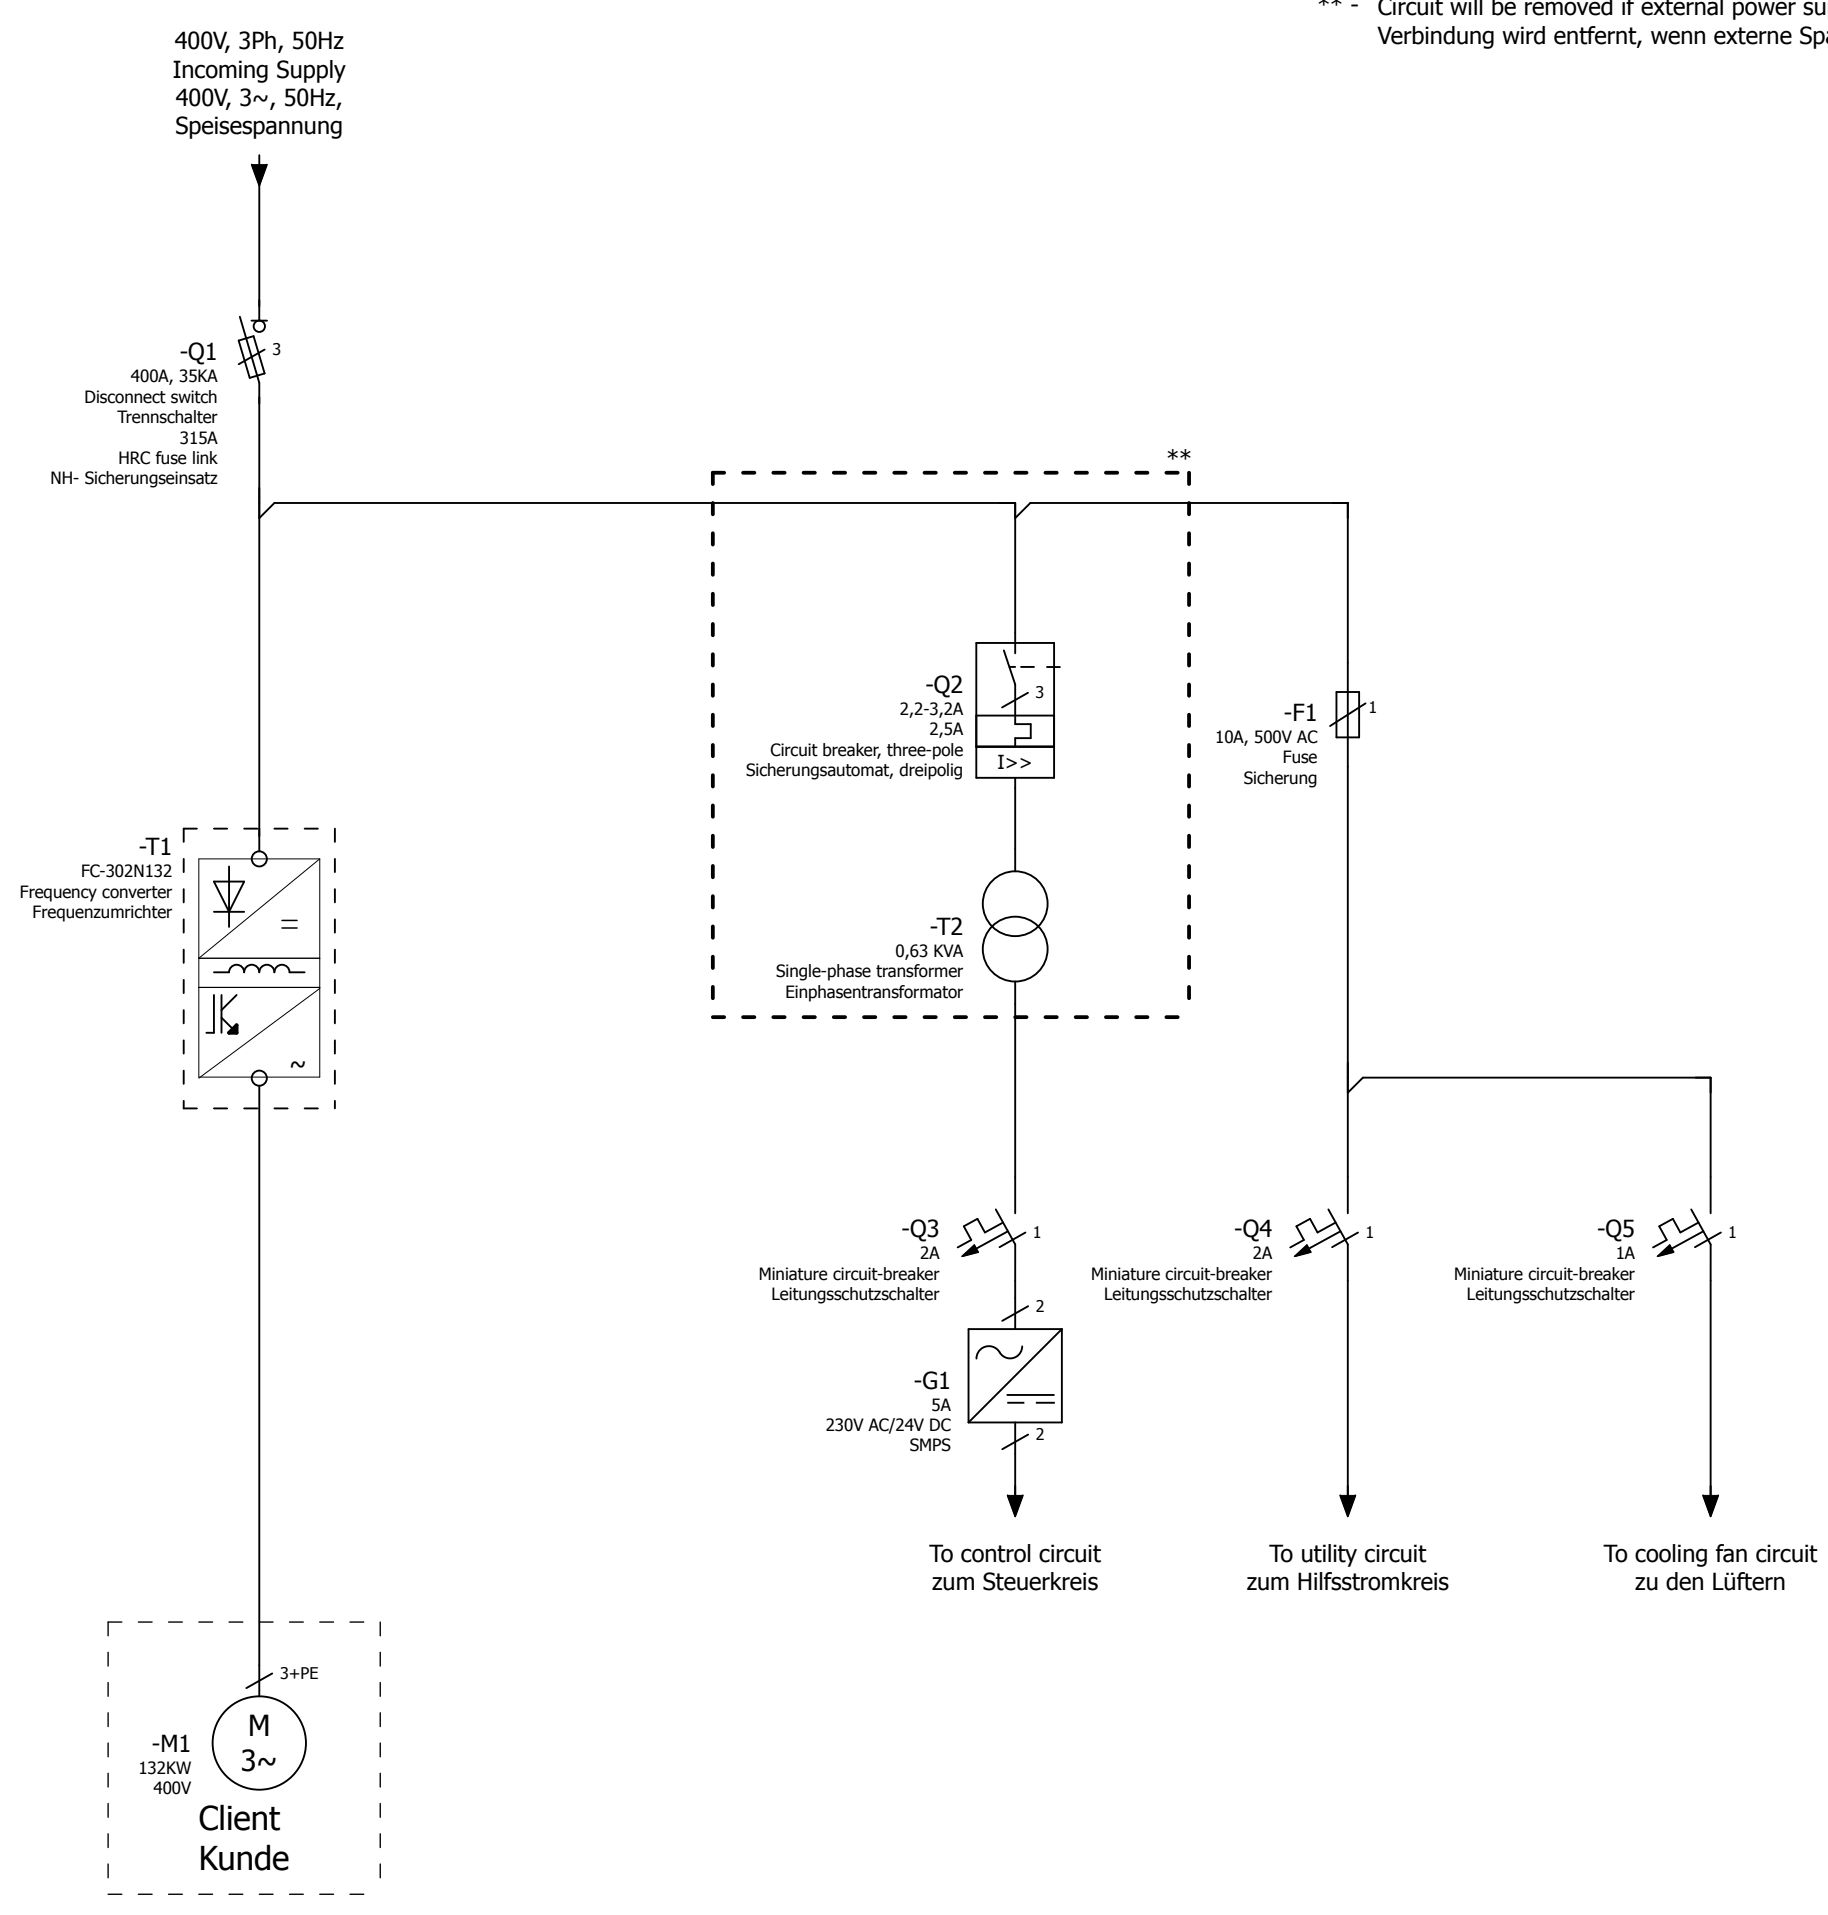 ** - Circuit will be removed if external power
Verbindung wird entfernt, wenn externe
400V, 3Ph, 50Hz
Incoming Supply
400V, 3~, 50Hz,
Speisespannung
-Q1
400A, 35KA
Disconnect switch
Trennschalter
315A
HRC fuse link
NH- Sicherungseinsatz
3
**
-Q2
2,2-3,2A
2,5A
Circuit breaker, three-pole
Sicherungsautomat, dreipolig
3
I>>
-F1
10A, 500V AC
Fuse
Sicherung
1
-T1
FC-302N132
Frequency converter
Frequenzumrichter
=
~
-T2
0,63 KVA
Single-phase transformer
Einphasentransformator
-Q3
2A
Miniature circuit-breaker
Leitungsschutzschalter
1
-Q4
2A
Miniature circuit-breaker
Leitungsschutzschalter
1
-Q5
1A
Miniature circuit-breaker
Leitungsschutzschalter
1
2
-G1
5A
230V AC/24V DC
SMPS
2
To control circuit
zum Steuerkreis
To utility circuit
zum Hilfsstromkreis
To cooling fan circuit
zu den Lüftern
3+PE
-M1
132KW
400V
M
3~
Client
Kunde